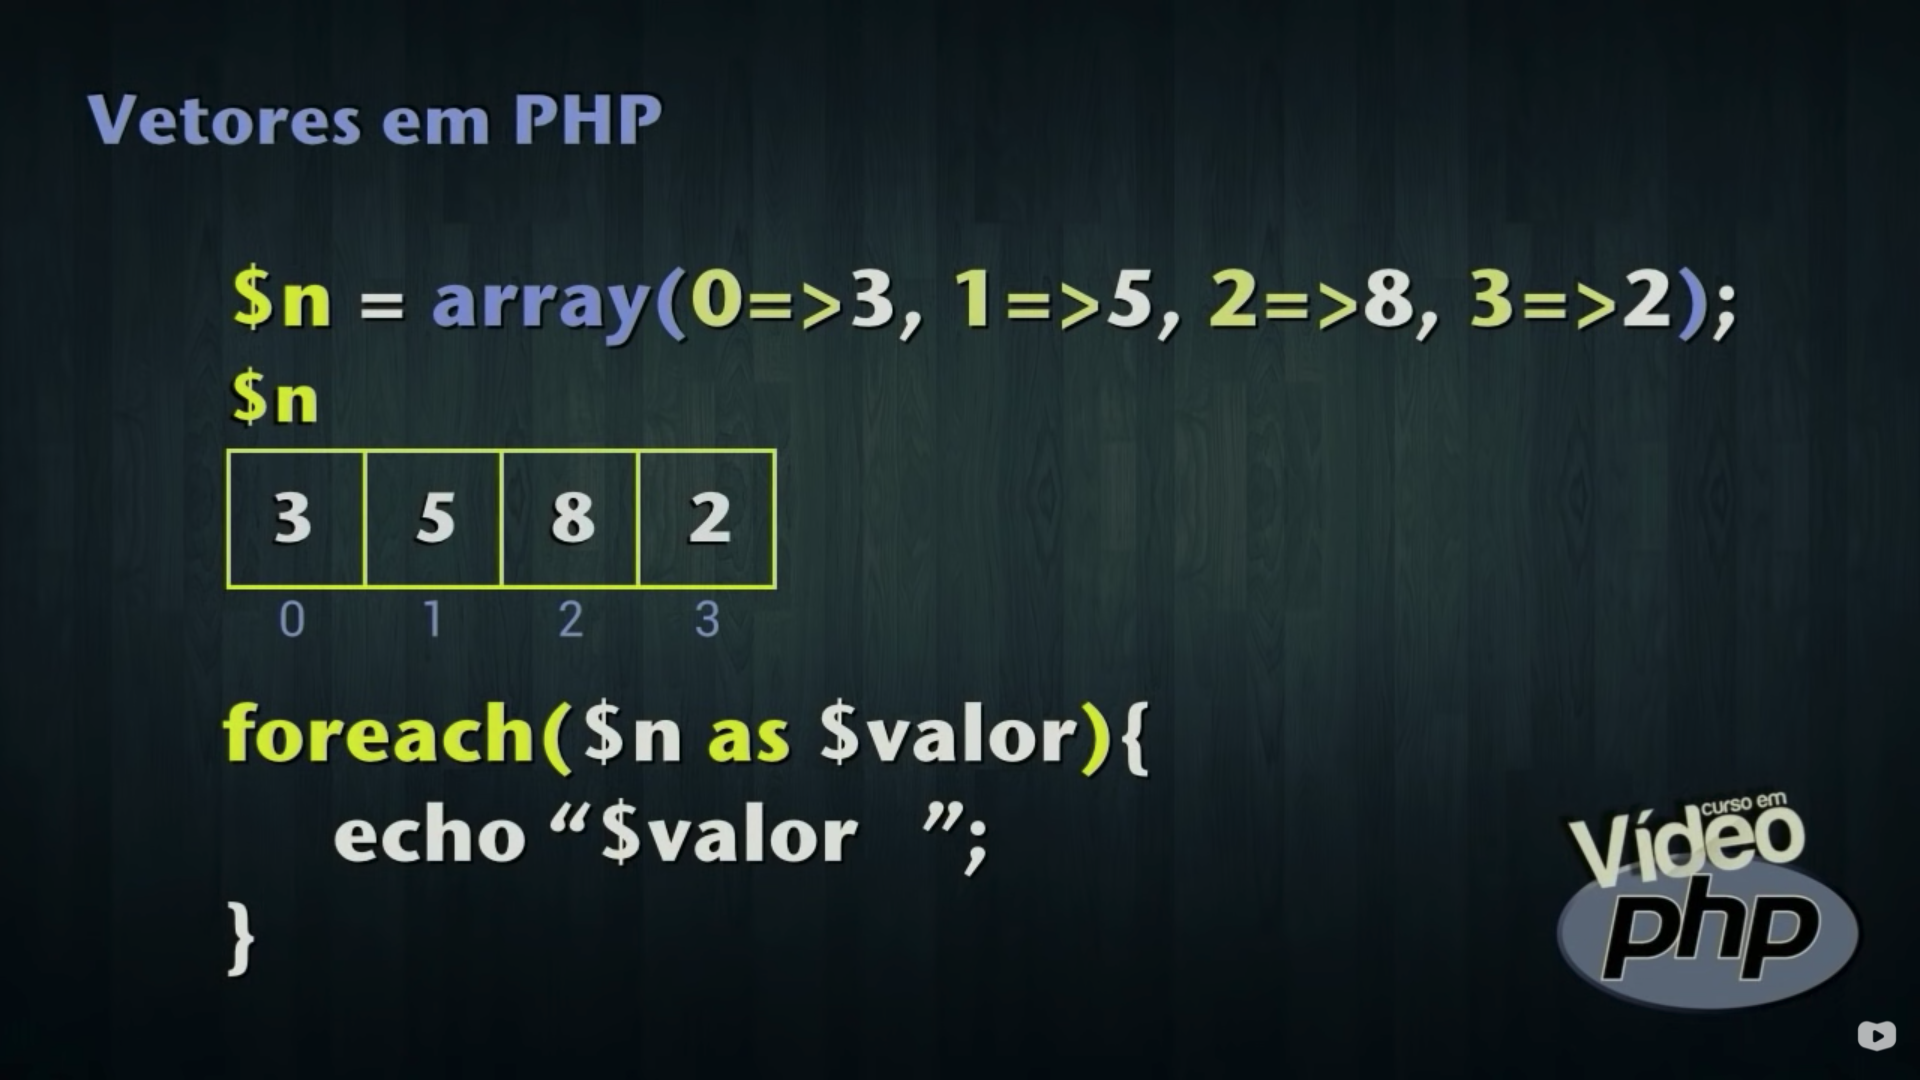 Vetores em PHP
$n = array(0=>3, 1=>5, 2=>8, 3=>2);
$n
3 5 8 2
0 1 2 3
foreach($n as $valor){
echo “$valor ”;
}
curso em
Vídeo
php